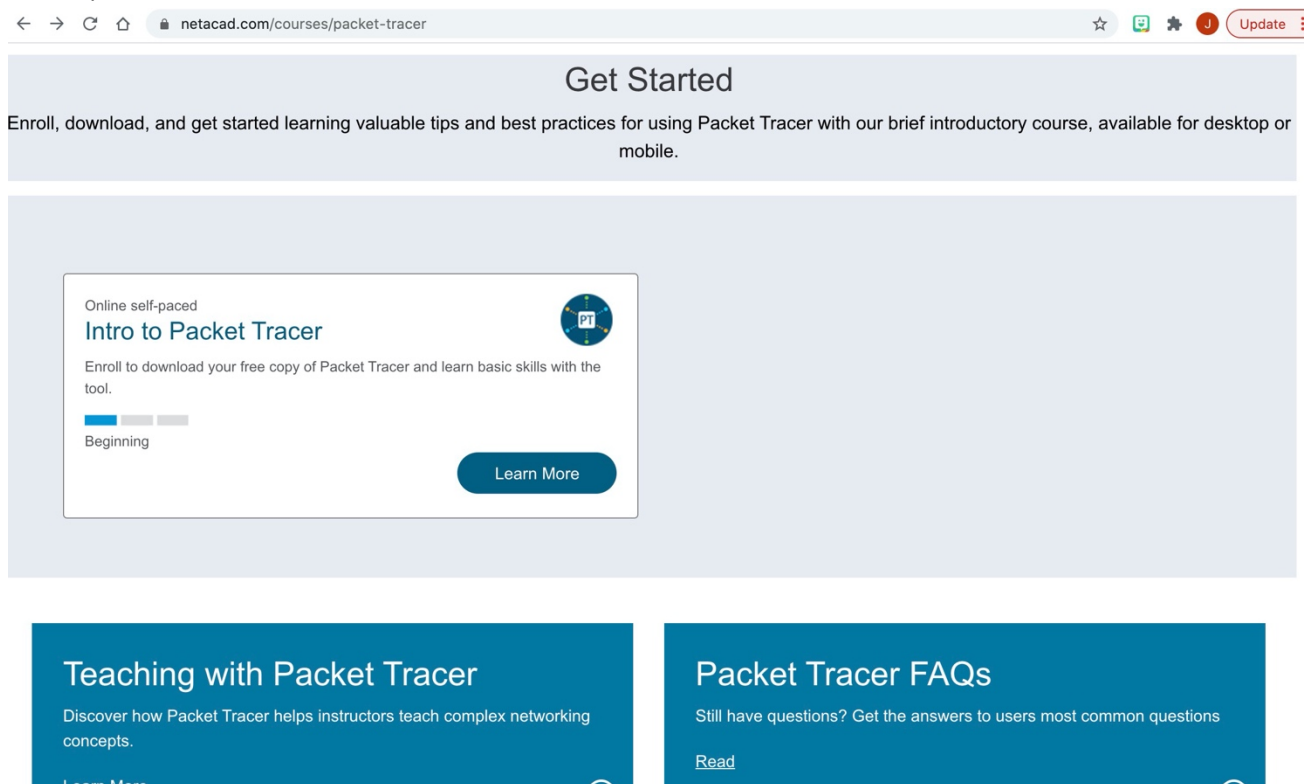 netacad.com/courses/packet-tracer
J
Update
Get Started
Enroll, download, and get started learning valuable tips and best practices for using Packet Tracer with our brief introductory course, available for desktop or
mobile.
Online self-paced
Intro to Packet Tracer
PT
Enroll to download your free copy of Packet Tracer and learn basic skills with the
tool.
Beginning
Learn More
Teaching with Packet Tracer
Discover how Packet Tracer helps instructors teach complex networking
concepts.
Learn More
Packet Tracer FAQs
Still have questions? Get the answers to users most common questions
Read